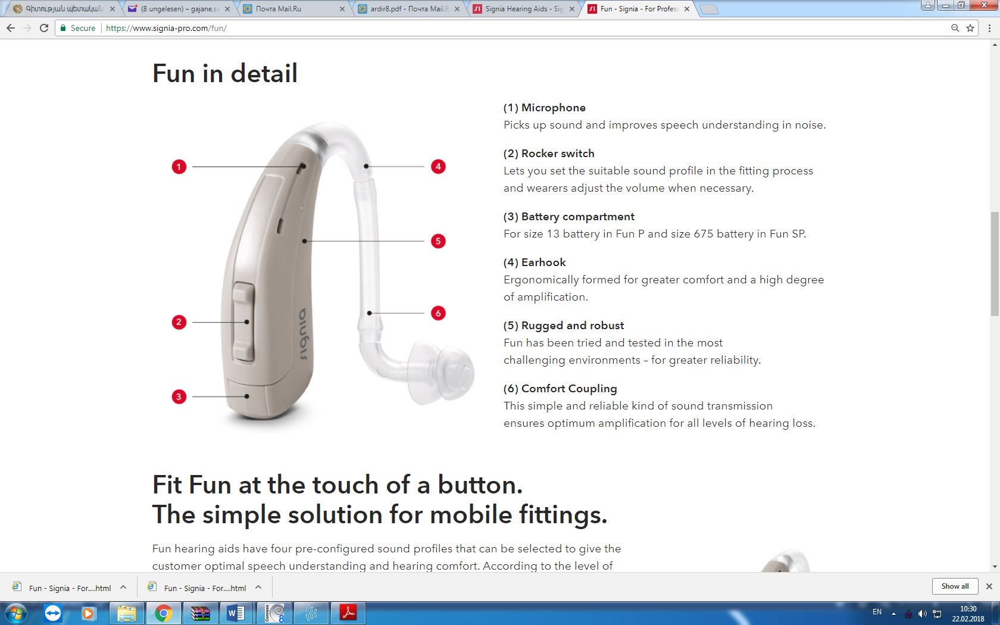 Գիտության պետական
(8 ungelesen) – gajane.sa
Почта Mail.Ru
ardir8.pdf - Почта Mail.R
Signia Hearing Aids - Sig
Fun - Signia - For Profess
Secure
https://www.signia-pro.com/fun/
Fun in detail
1
2
3
4
5
6
signia
(1) Microphone
Picks up sound and improves speech understanding in noise.
(2) Rocker switch
Lets you set the suitable sound profile in the fitting process
and wearers adjust the volume when necessary.
(3) Battery compartment
For size 13 battery in Fun P and size 675 battery in Fun SP.
(4) Earhook
Ergonomically formed for greater comfort and a high degree
of amplification.
(5) Rugged and robust
Fun has been tried and tested in the most
challenging environments – for greater reliability.
(6) Comfort Coupling
This simple and reliable kind of sound transmission
ensures optimum amplification for all levels of hearing loss.
Fit Fun at the touch of a button.
The simple solution for mobile fittings.
Fun hearing aids have four pre-configured sound profiles that can be selected to give the
customer optimal speech understanding and hearing comfort. According to the level of
Fun - Signia - For....html
Fun - Signia - For....html
Show all
Connexx
8
EN
10:30
22.02.2018